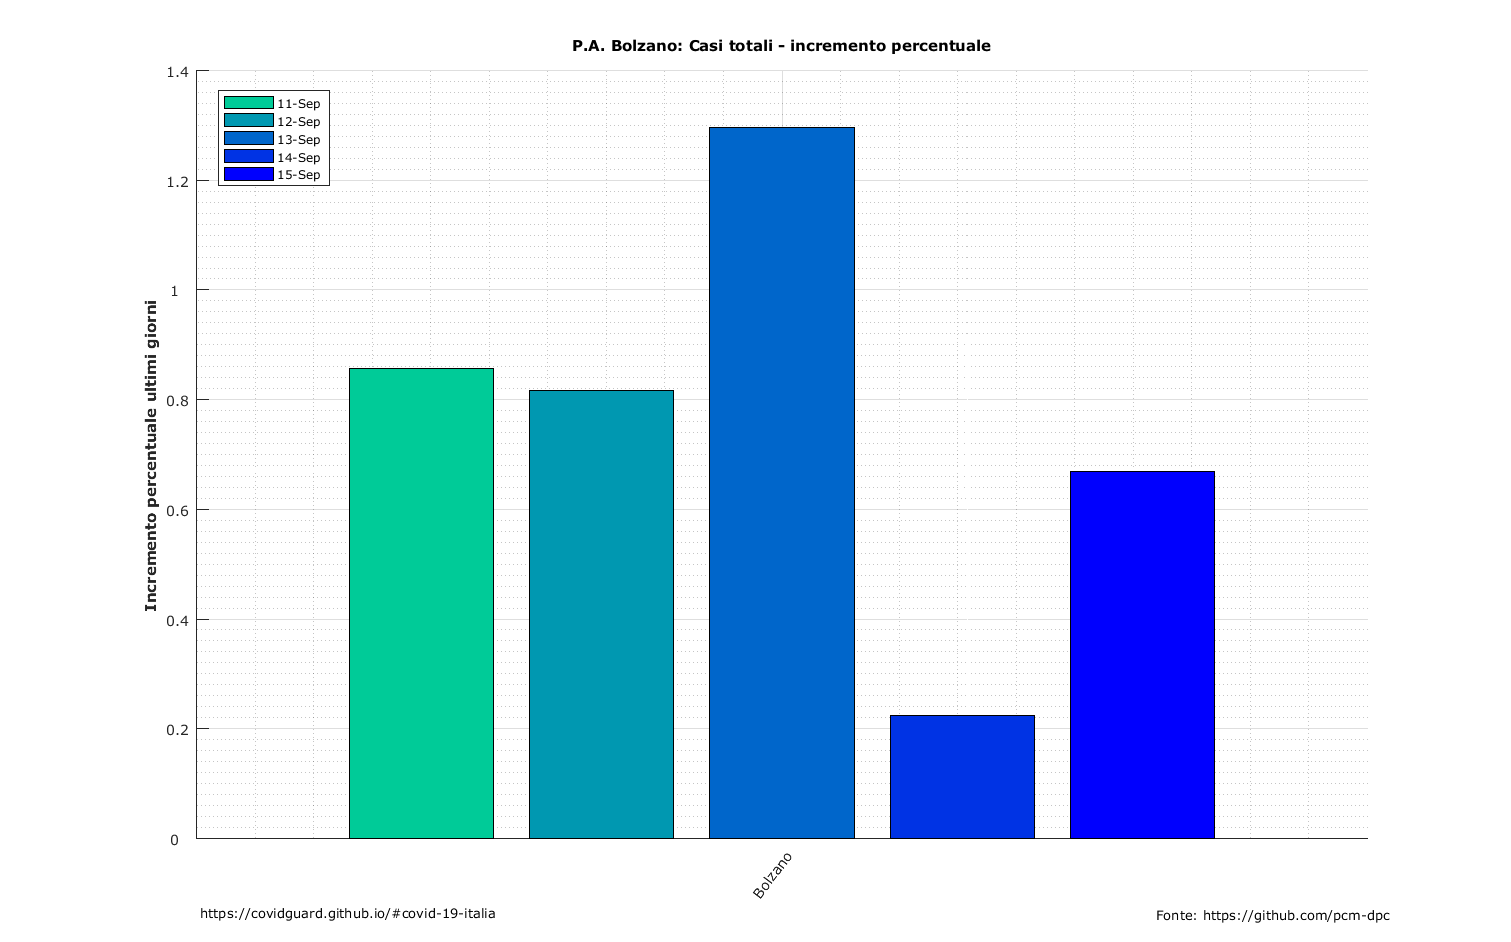 P.A. Bolzano: Casi totali - incremento percentuale
1.4
1.2
1
0.8
0.6
0.4
0.2
0
Incremento percentuale ultimi giorni
11-Sep
12-Sep
13-Sep
14-Sep
15-Sep
Bolzano
https://covidguard.github.io/#covid-19-italia
Fonte: https://github.com/pcm-dpc